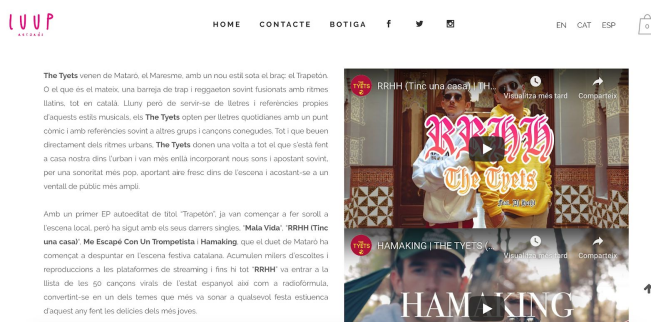 LUUP
RECORDS
HOME CONTACTE BOTIGA
EN CAT ESP
0
The Tyets venen de Mataró, el Maresme, amb un nou estil sota el braç: el Trapetón.
O el que és el mateix, una barreja de trap i reggaeton sovint fusionats amb ritmes
llatins, tot en català. Lluny però de servir-se de lletres i referències propies
d'aquests estils musicals, els The Tyets opten per lletres quotidianes amb un punt
còmic i amb referències sovint a altres grups i cançons conegudes. Tot i que beuen
directament dels ritmes urbans, The Tyets donen una volta a tot el que s'està fent
a casa nostra dins l'urban i van més enllà incorporant nous sons i apostant sovint,
per una sonoritat més pop, aportant aire fresc dins de l'escena i acostant-se a un
ventall de públic més ampli.
Amb un primer EP autoeditat de títol "Trapetón", ja van començar a fer soroll a
l'escena local, però ha sigut amb els seus darrers singles, "Mala Vida", "RRHH (Tinc
una casa)", Me Escapé Con Un Trompetista i Hamaking, que el duet de Mataró ha
començat a despuntar en l'escena festiva catalana. Acumulen milers d'escoltes i
reproduccions a les plataformes de streaming i fins hi tot "RRHH" va entrar a la
llista de les 50 cançons virals de l'estat espanyol així com a radiofórmula,
convertint-se en un dels temes que més va sonar a qualsevol festa estiuenca
d'aquest any fent les delícies dels més joves.
THE TYETS
RRHH (Tinc una casa) | TH...
Visualitza més tard
Comparteix
RRHH
The Tyets
THE TYETS
HAMAKING | THE TYETS (...
Visualitza més tard
Comparteix
HAMAKING